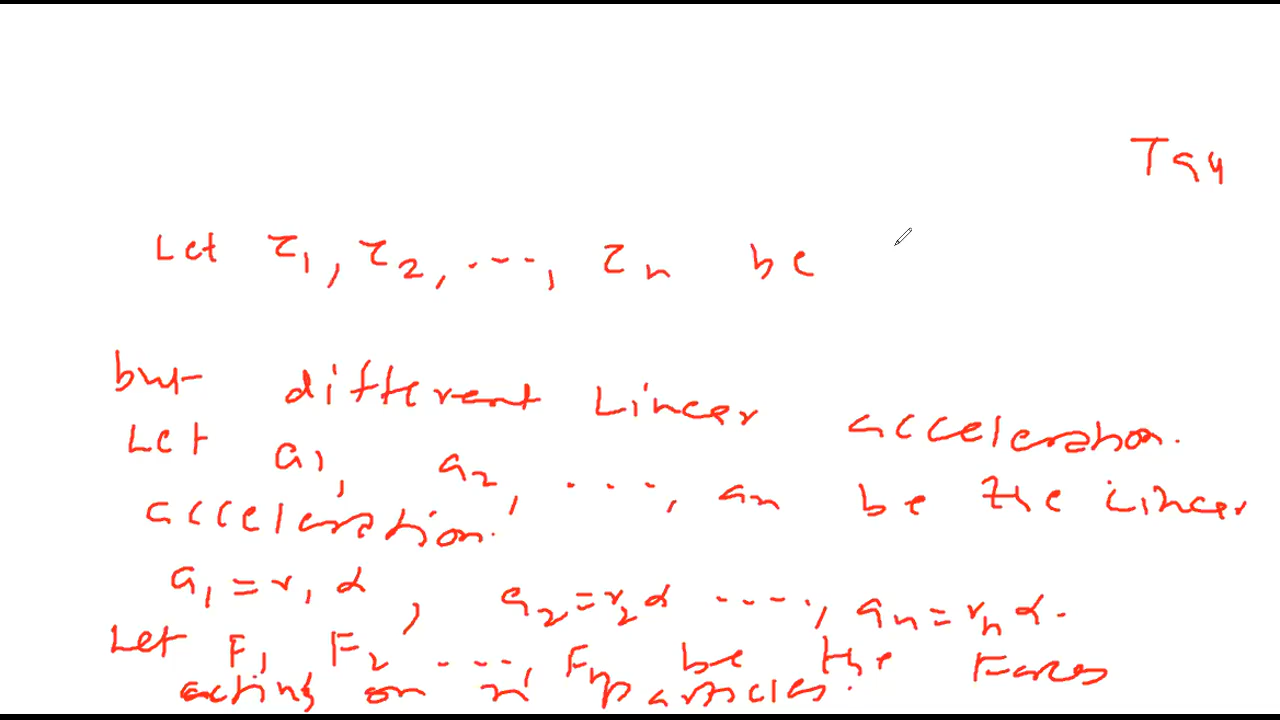 Let τ1, τ2, ...., τn be
but different Linear acceleration.
Let a1, a2, ...., an be the Linear
acceleration.
a1 = r1 α, a2 = r2 α ....., an = rn α.
Let F1, F2 ...., Fn be the Forces
acting on 'n' particles.